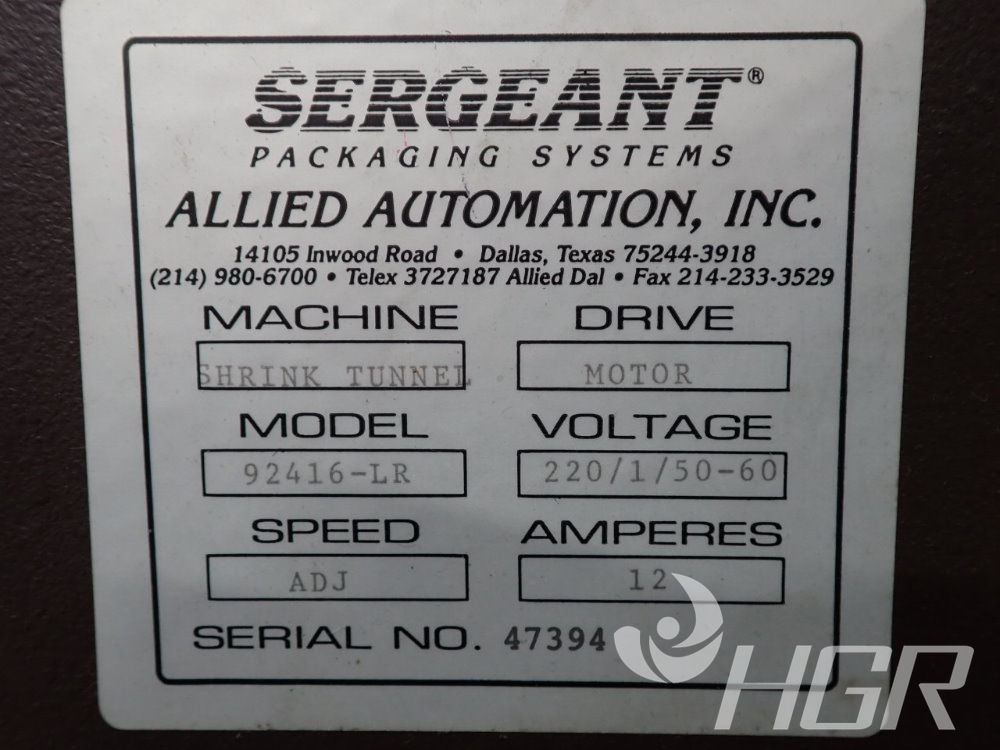 SERGEANT®
PACKAGING SYSTEMS
ALLIED AUTOMATION, INC.
14105 Inwood Road • Dallas, Texas 75244-3918
(214) 980-6700 • Telex 3727187 Allied Dal • Fax 214-233-3529
MACHINE DRIVE
SHRINK TUNNEL MOTOR
MODEL VOLTAGE
92416-LR 220/1/50-60
SPEED AMPERES
ADJ 12
SERIAL NO. 47394
HGR